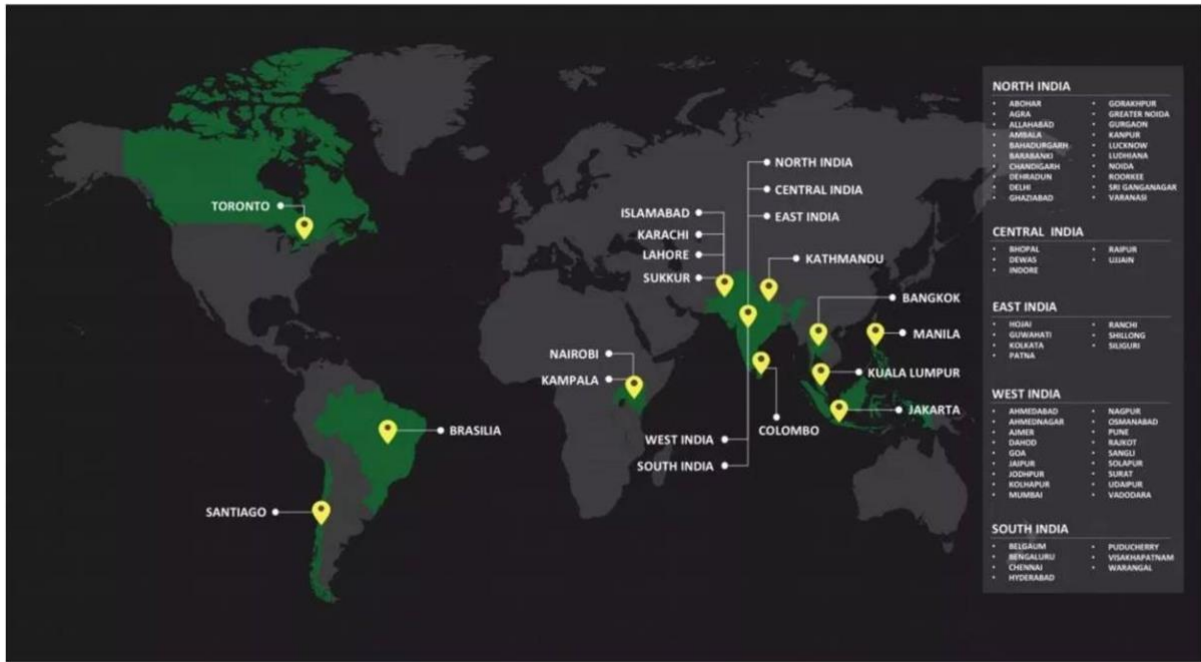 TORONTO
ISLAMABAD
KARACHI
LAHORE
SUKKUR
NORTH INDIA
CENTRAL INDIA
EAST INDIA
KATHMANDU
BANGKOK
MANILA
NAIROBI
KAMPALA
KUALA LUMPUR
JAKARTA
BRASILIA
WEST INDIA
COLOMBO
SOUTH INDIA
SANTIAGO
NORTH INDIA
• ABOHAR
• AGRA
• ALLAHABAD
• AMBALA
• BAHADURGARH
• BARABANKI
• CHANDIGARH
• DEHRADUN
• DELHI
• GHAZIABAD
• GORAKHPUR
• GREATER NOIDA
• GURGAON
• KANPUR
• LUCKNOW
• LUDHIANA
• NOIDA
• ROORKEE
• SRI GANGANAGAR
• VARANASI
CENTRAL INDIA
• BHOPAL
• DEWAS
• INDORE
• RAIPUR
• UJJAIN
EAST INDIA
• HOJAI
• GUWAHATI
• KOLKATA
• PATNA
• RANCHI
• SHILLONG
• SILIGURI
WEST INDIA
• AHMEDABAD
• AHMEDNAGAR
• AJMER
• DAHOD
• GOA
• JAIPUR
• JODHPUR
• KOLHAPUR
• MUMBAI
• NAGPUR
• OSMANABAD
• PUNE
• RAJKOT
• SANGLI
• SOLAPUR
• SURAT
• UDAIPUR
• VADODARA
SOUTH INDIA
• BELGAUM
• BENGALURU
• CHENNAI
• HYDERABAD
• PUDUCHERRY
• VISAKHAPATNAM
• WARANGAL